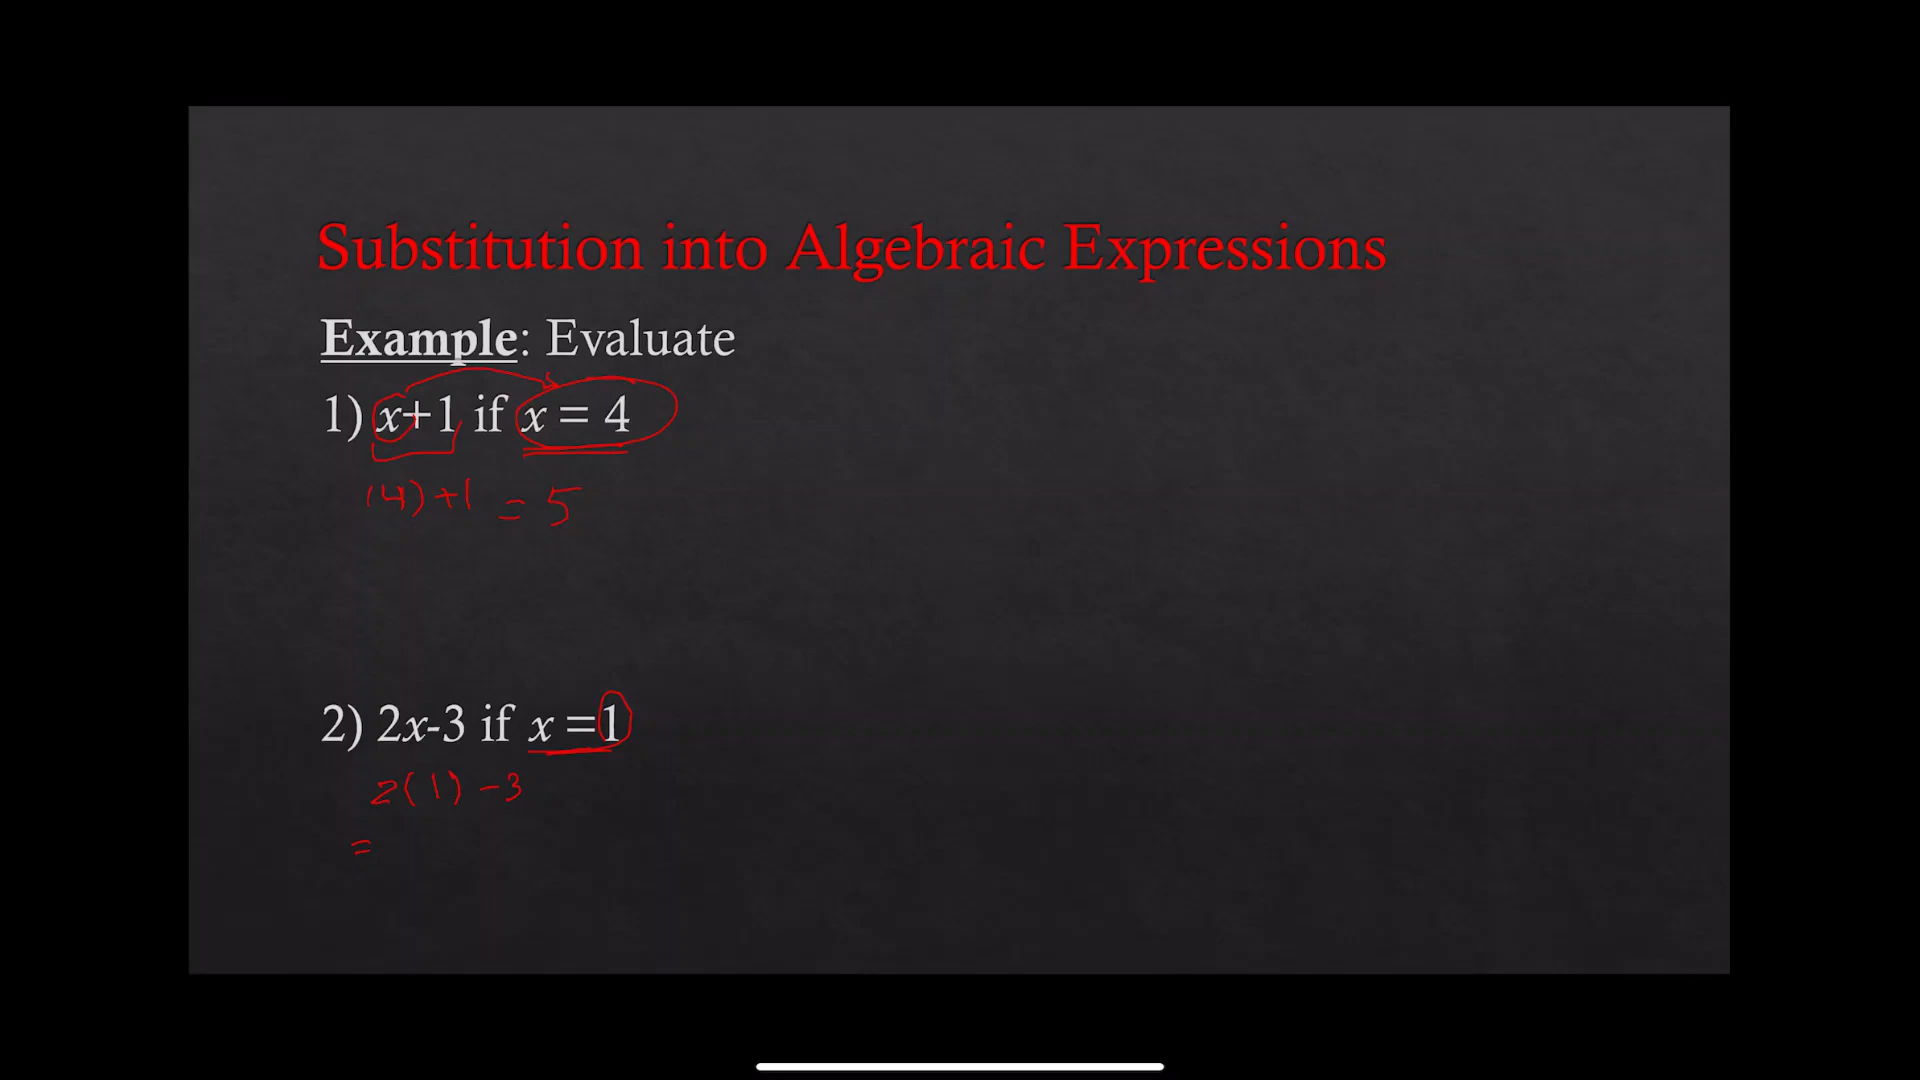 Substitution into Algebraic Expressions
Example: Evaluate
1) x+1 if x = 4
(4) +1 = 5
2) 2x-3 if x =1
2(1) -3
=